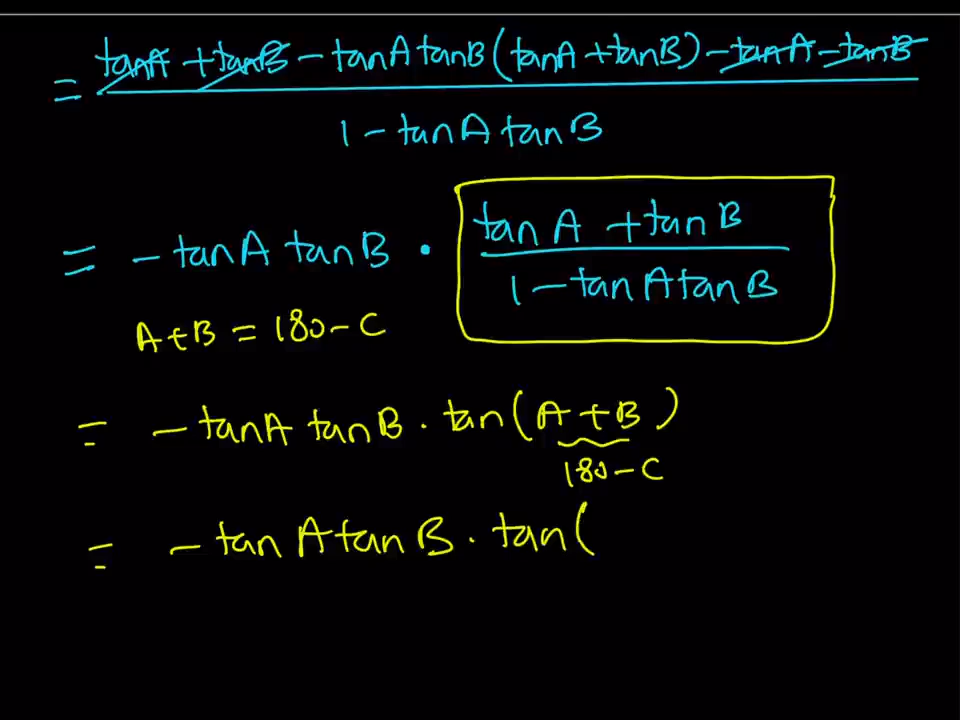 = tanA + tanB - tanA tanB (tanA + tanB) - tanA - tanB
1 - tanA tanB
= - tanA tanB · tanA + tanB
1 - tanA tanB
A + B = 180 - C
= - tanA tanB · tan(A + B)
180 - C
= - tanA tanB · tan(